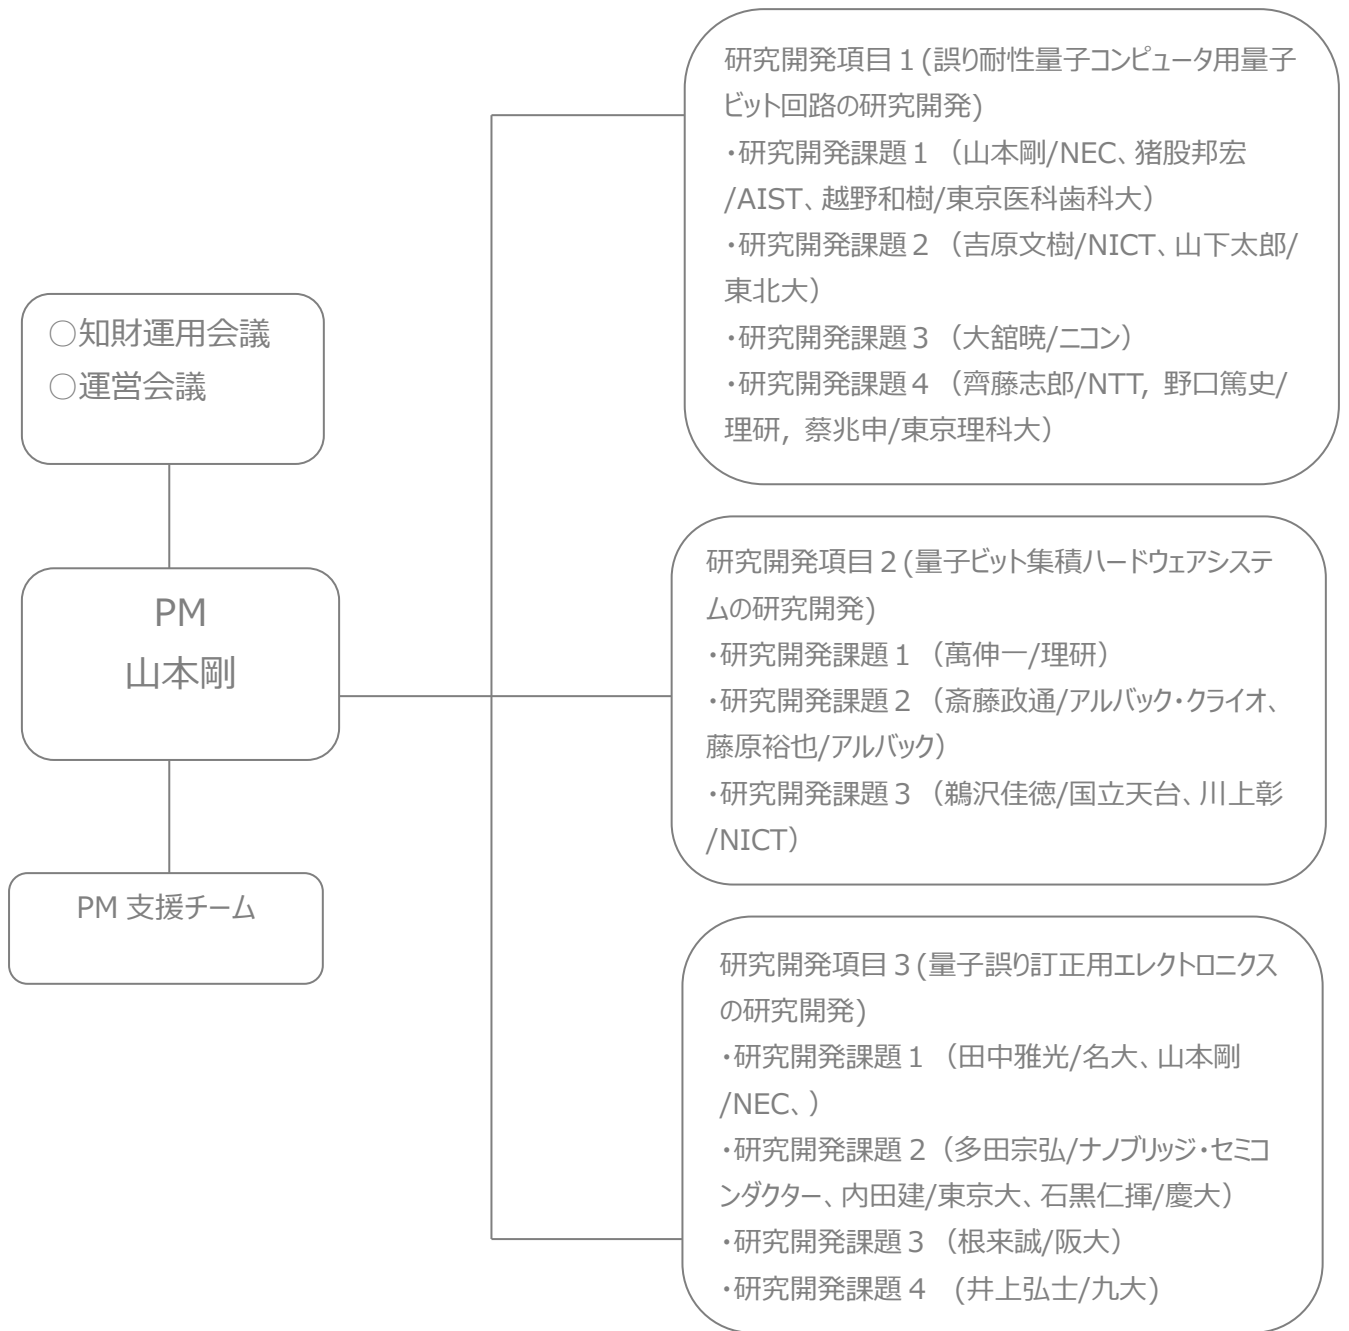 ○知財運用会議
○運営会議
PM
山本剛
PM 支援チーム
研究開発項目1(誤り耐性量子コンピュータ用量子
ビット回路の研究開発)
・研究開発課題1 （山本剛/NEC、猪股邦宏
/AIST、越野和樹/東京医科歯科大）
・研究開発課題2 （吉原文樹/NICT、山下太郎/
東北大）
・研究開発課題3 （大舘暁/ニコン）
・研究開発課題4 （齊藤志郎/NTT, 野口篤史/
理研, 蔡兆申/東京理科大）
研究開発項目2(量子ビット集積ハードウェアシステ
ムの研究開発)
・研究開発課題1 （萬伸一/理研）
・研究開発課題2 （斎藤政通/アルバック・クライオ、
藤原裕也/アルバック）
・研究開発課題3 （鵜沢佳徳/国立天台、川上彰
/NICT）
研究開発項目3(量子誤り訂正用エレクトロニクス
の研究開発)
・研究開発課題1 （田中雅光/名大、山本剛
/NEC、）
・研究開発課題2（多田宗弘/ナノブリッジ・セミコ
ンダクター、内田建/東京大、石黒仁揮/慶大）
・研究開発課題3 （根来誠/阪大）
・研究開発課題4 (井上弘士/九大)